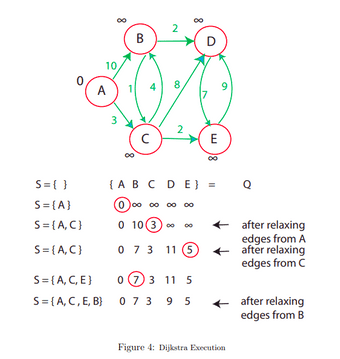 ∞ ∞
2
B D
10
0
A 1 4 8 7 9
3
C 2 E
∞ ∞
S = { } { A B C D E } = Q
S = { A } 0 ∞ ∞ ∞ ∞
S = { A, C } 0 10 3 ∞ ∞ after relaxing
edges from A
S = { A, C } 0 7 3 11 5 after relaxing
edges from C
S = { A, C, E } 0 7 3 11 5
S = { A, C , E, B} 0 7 3 9 5 after relaxing
edges from B
Figure 4: Dijkstra Execution